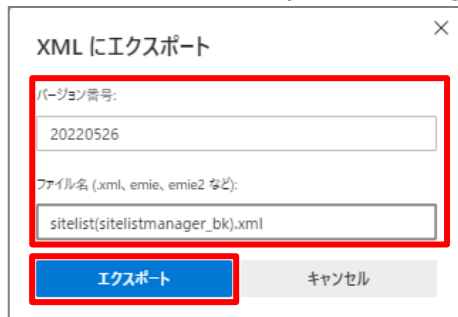 XML にエクスポート
バージョン番号:
20220526
ファイル名 (.xml、emie、emie2 など):
sitelist(sitelistmanager_bk).xml
エクスポート
キャンセル